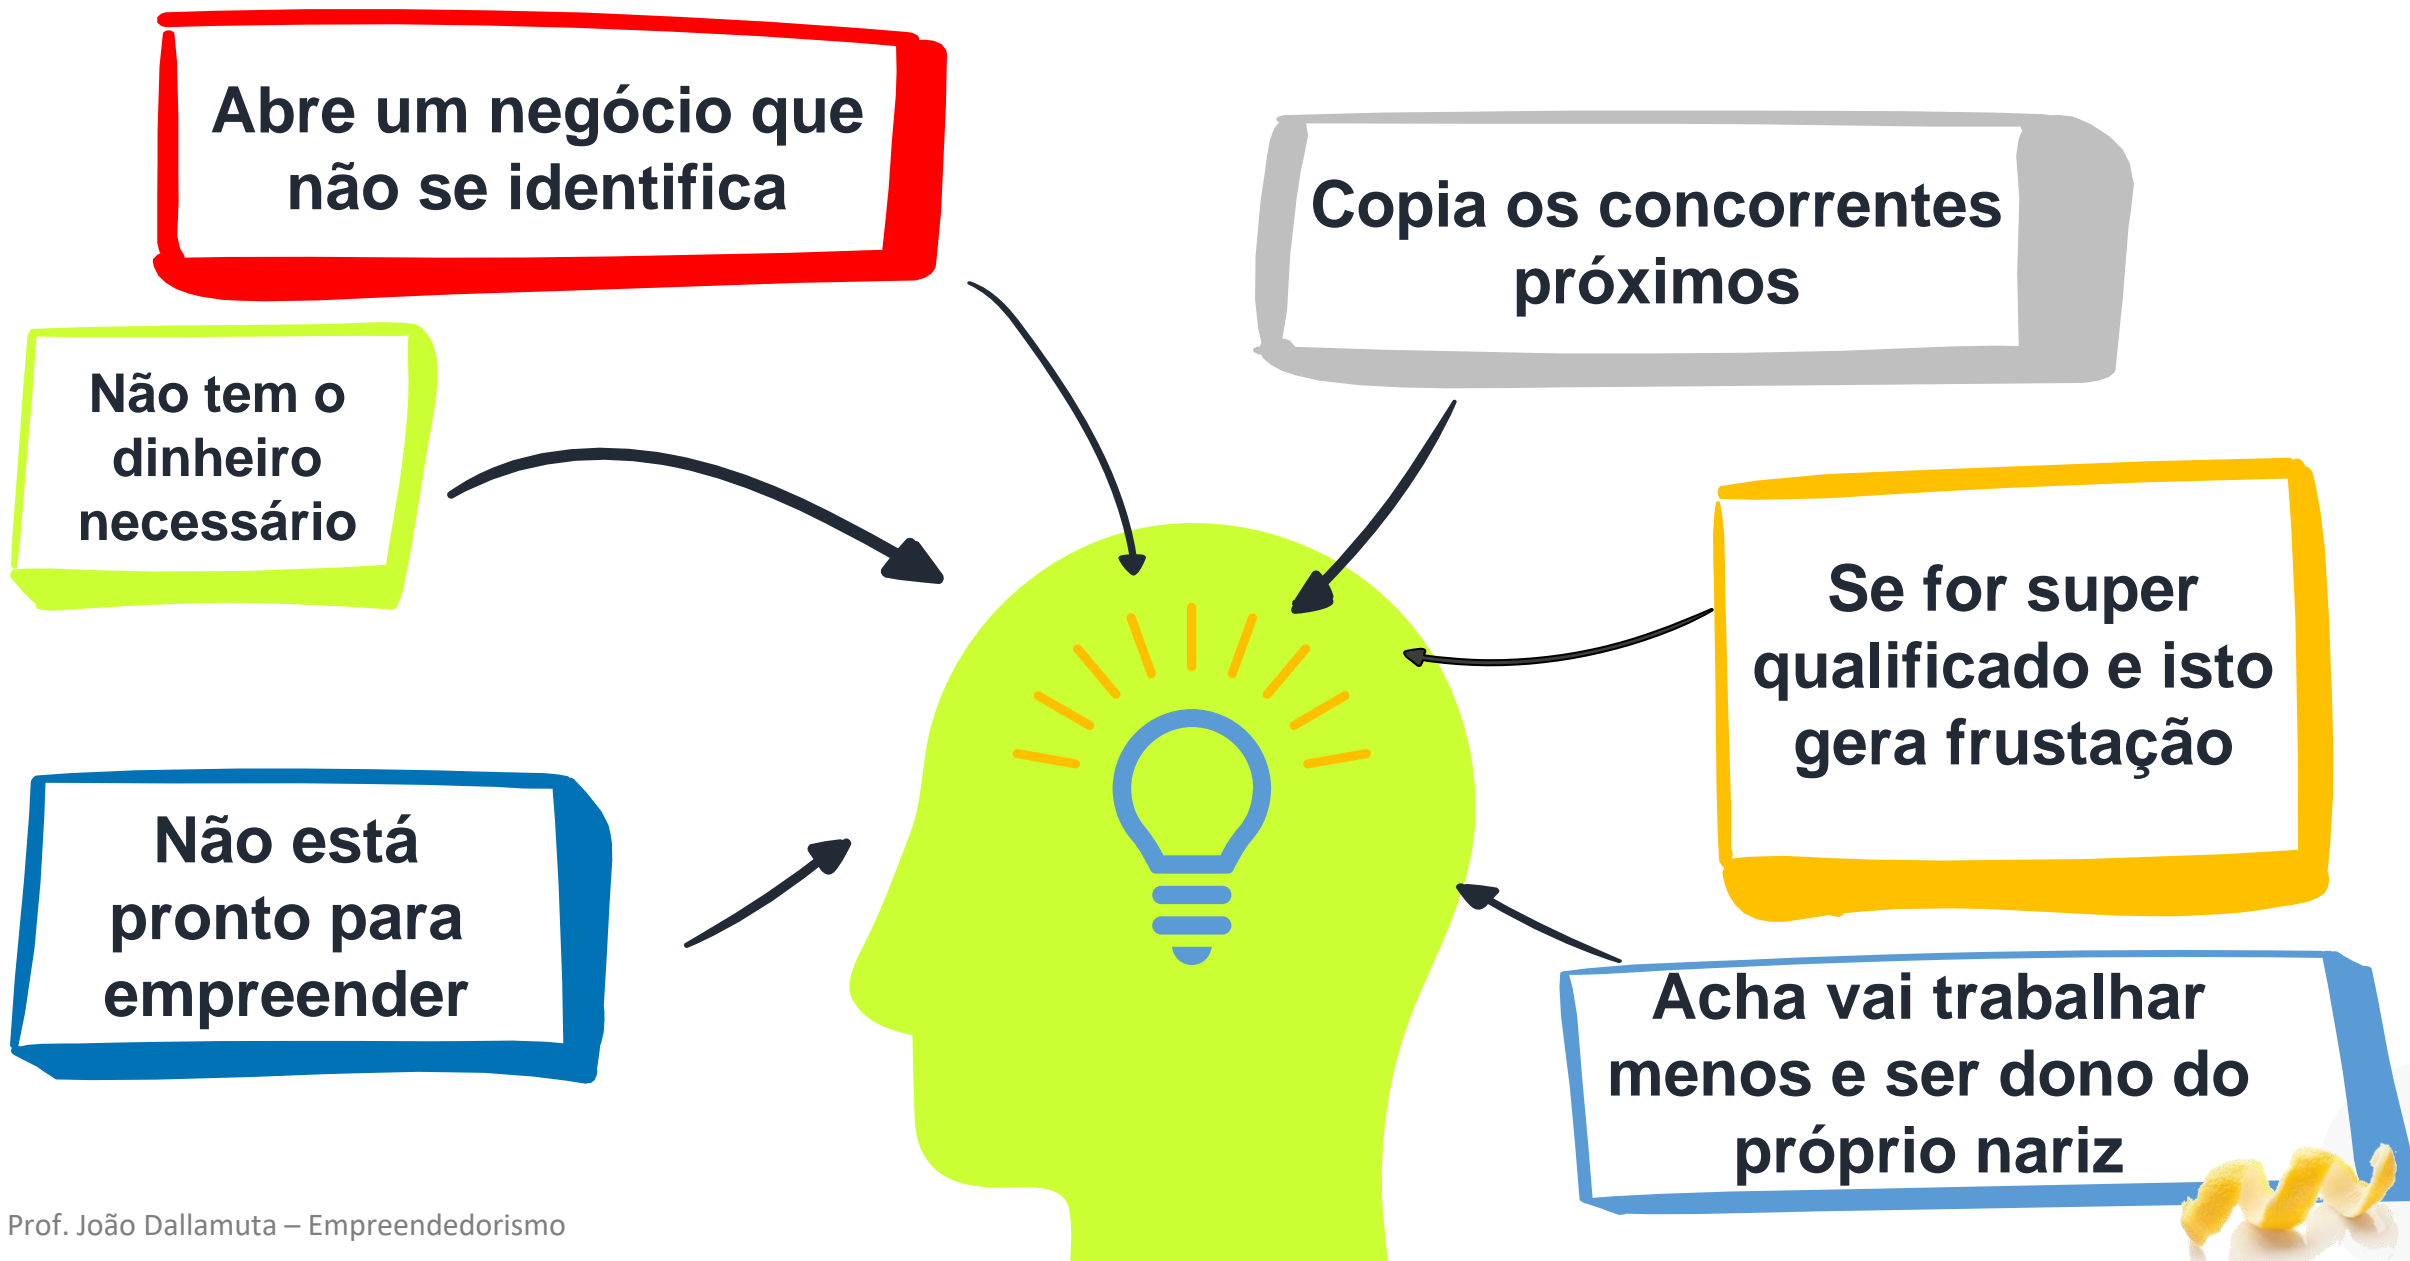 Abre um negócio que
não se identifica
Copia os concorrentes
próximos
Não tem o
dinheiro
necessário
Se for super
qualificado e isto
gera frustação
Não está
pronto para
empreender
Acha vai trabalhar
menos e ser dono do
próprio nariz
Prof. João Dallamuta – Empreendedorismo